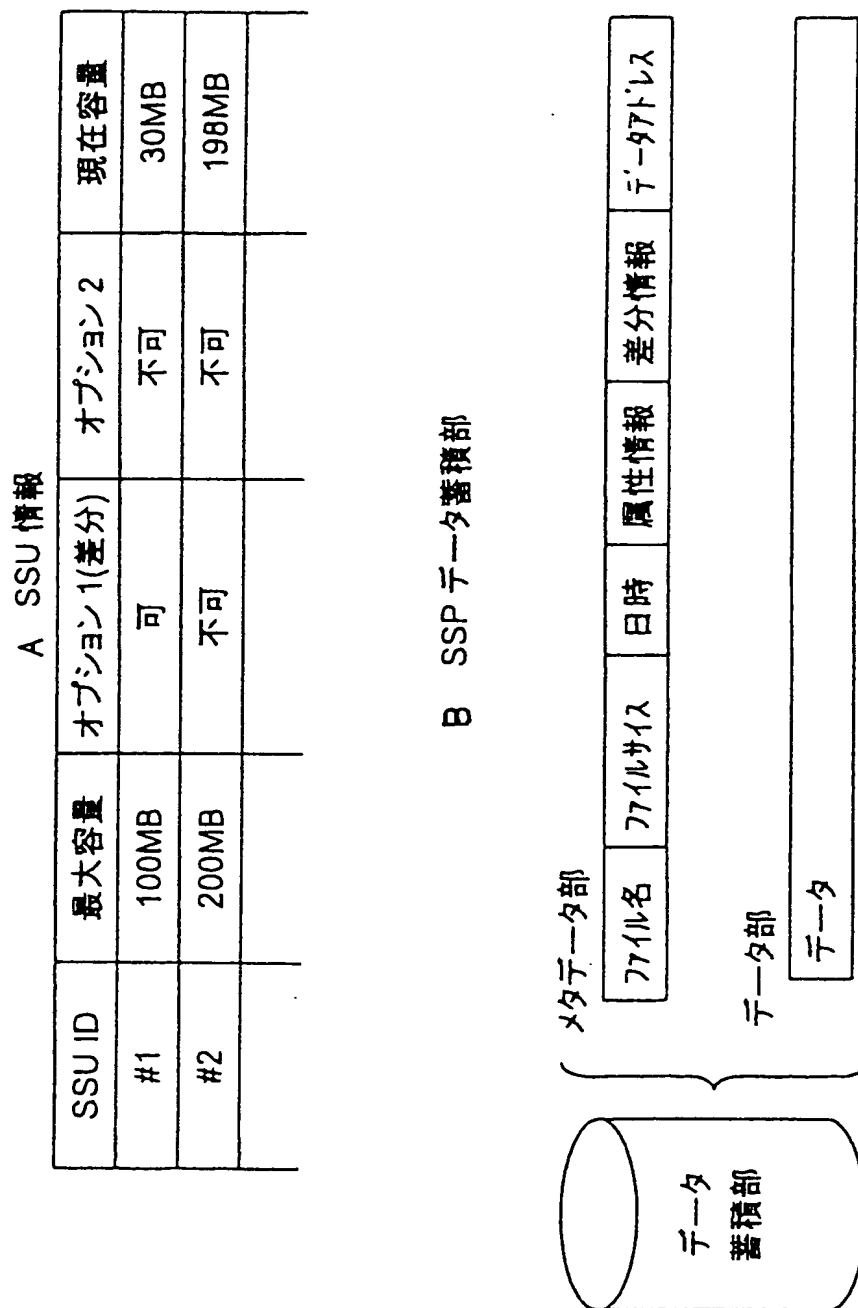 A SSU 情報
SSU ID 最大容量 オプション 1(差分) オプション 2 現在容量
#1 100MB 可 不可 30MB
#2 200MB 不可 不可 198MB
B SSP データ蓄積部
メタデータ部
ファイル名 ファイルサイズ 日時 属性情報 差分情報 データアドレス
データ部
データ
データ
蓄積部